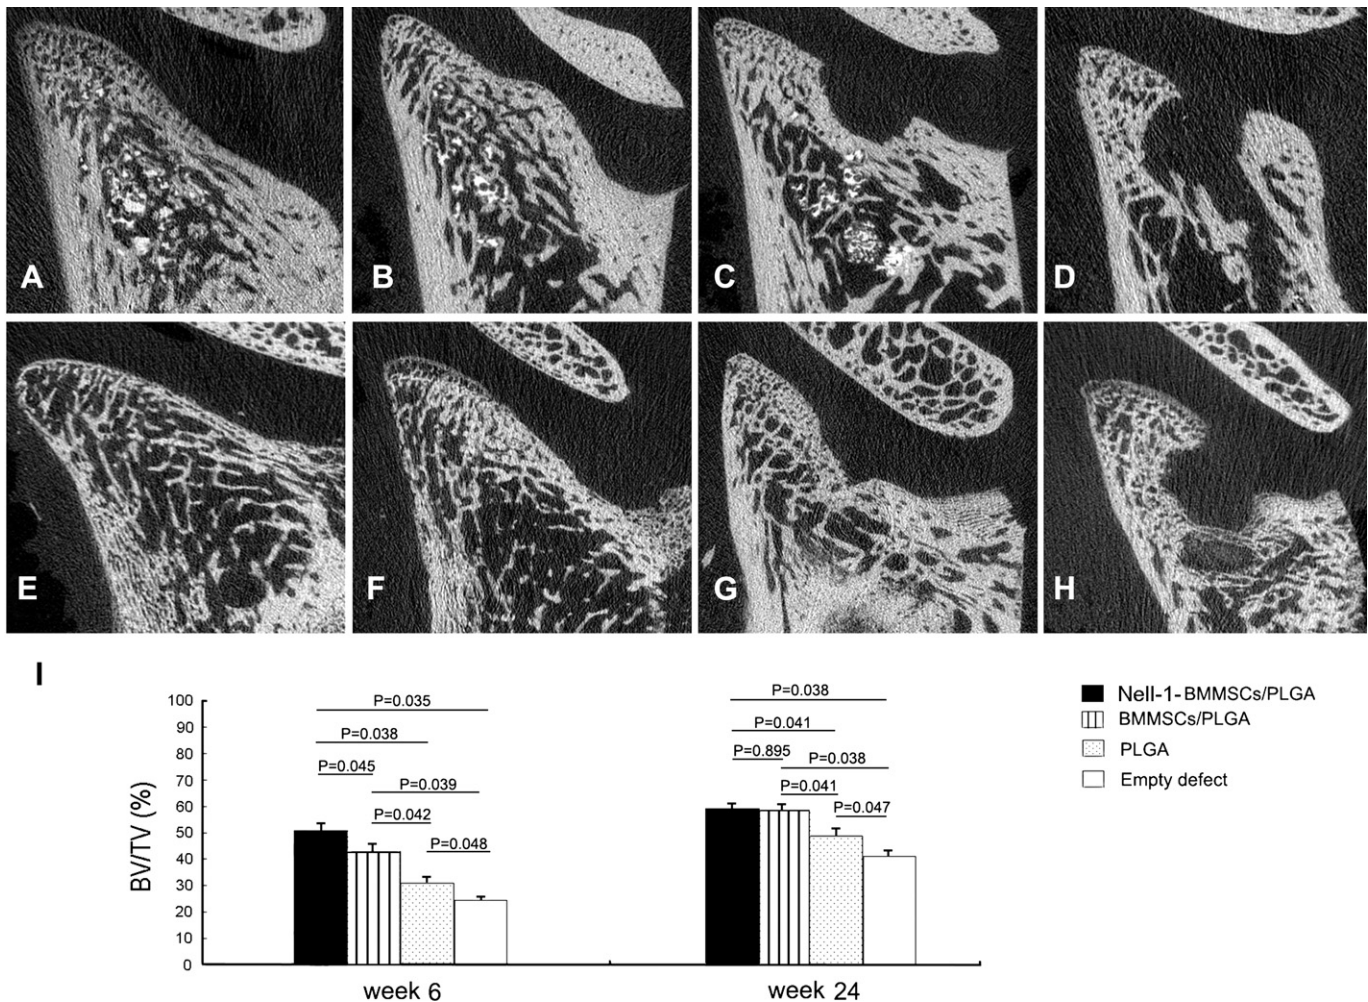 A
B
C
D
E
F
G
H
I
BV/TV (%)
100
90
80
70
60
50
40
30
20
10
0
P=0.035
P=0.038
P=0.045
P=0.039
P=0.042
P=0.048
week 6
P=0.038
P=0.041
P=0.895
P=0.038
P=0.041
P=0.047
week 24
Nell-1-BMMSCs/PLGA
BMMSCs/PLGA
PLGA
Empty defect